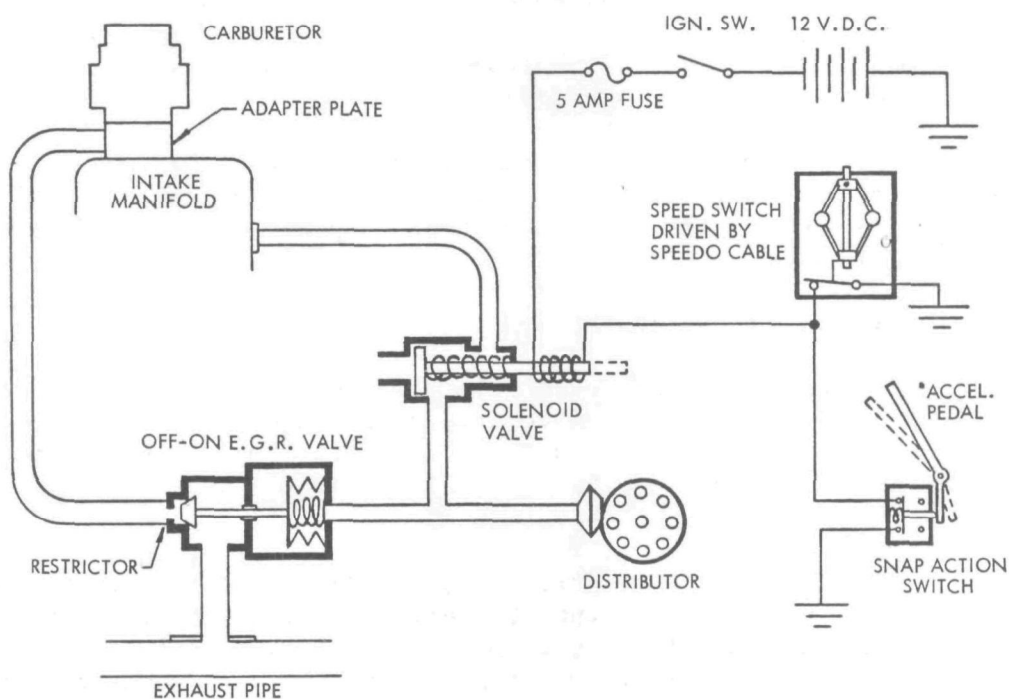 IGN. SW.
12 V.D.C.
CARBURETOR
5 AMP FUSE
ADAPTER PLATE
INTAKE
MANIFOLD
SPEED SWITCH
DRIVEN BY
SPEEDO CABLE
SOLENOID
VALVE
*ACCEL.
PEDAL
OFF-ON E.G.R. VALVE
RESTRICTOR
DISTRIBUTOR
SNAP ACTION
SWITCH
EXHAUST PIPE